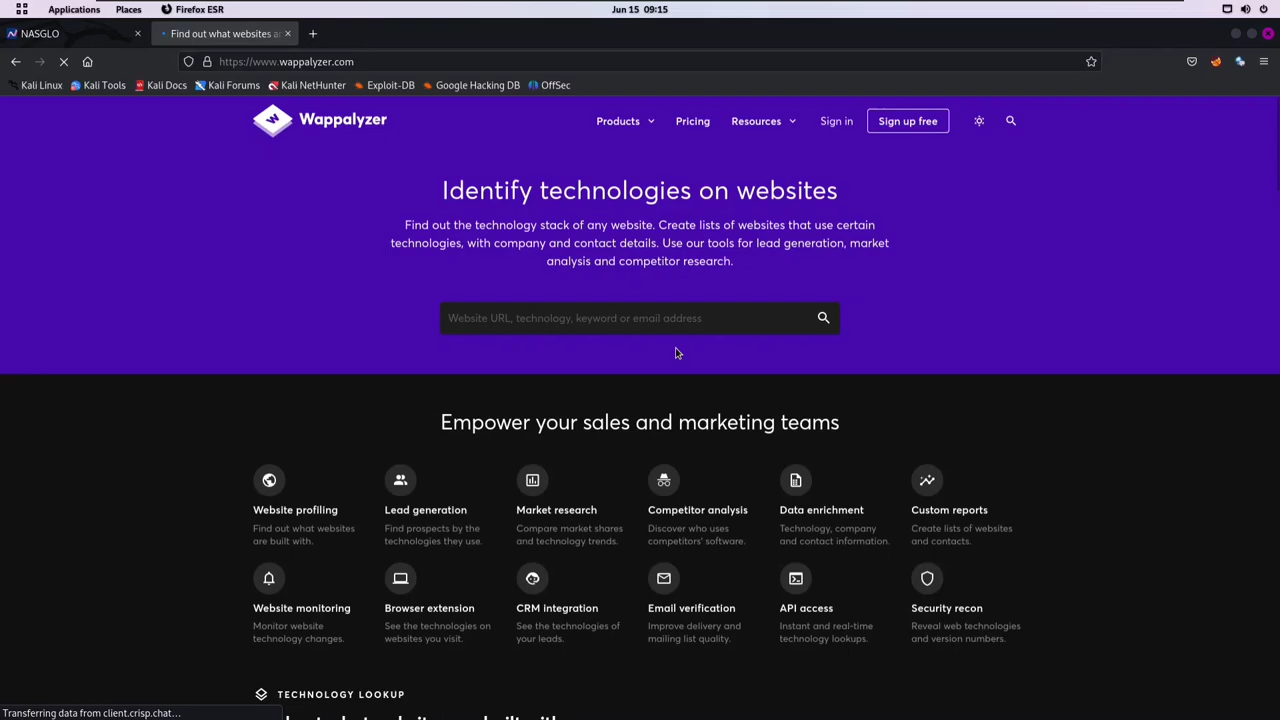 Applications Places Firefox ESR Jun 15 09:15
NASGLO Find out what websites a
https://www.wappalyzer.com
Kali Linux Kali Tools Kali Docs Kali Forums Kali NetHunter Exploit-DB Google Hacking DB OffSec
Wappalyzer Products Pricing Resources Sign in Sign up free
Identify technologies on websites
Find out the technology stack of any website. Create lists of websites that use certain
technologies, with company and contact details. Use our tools for lead generation, market
analysis and competitor research.
Website URL, technology, keyword or email address
Empower your sales and marketing teams
Website profiling Lead generation Market research Competitor analysis Data enrichment Custom reports
Find out what websites Find prospects by the Compare market shares Discover who uses Technology, company Create lists of websites
are built with. technologies they use. and technology trends. competitors' software. and contact information. and contacts.
Website monitoring Browser extension CRM integration Email verification API access Security recon
Monitor website See the technologies on See the technologies of Improve delivery and Instant and real-time Reveal web technologies
technology changes. websites you visit. your leads. mailing list quality. technology lookups. and version numbers.
TECHNOLOGY LOOKUP
Transferring data from client.crisp.chat…